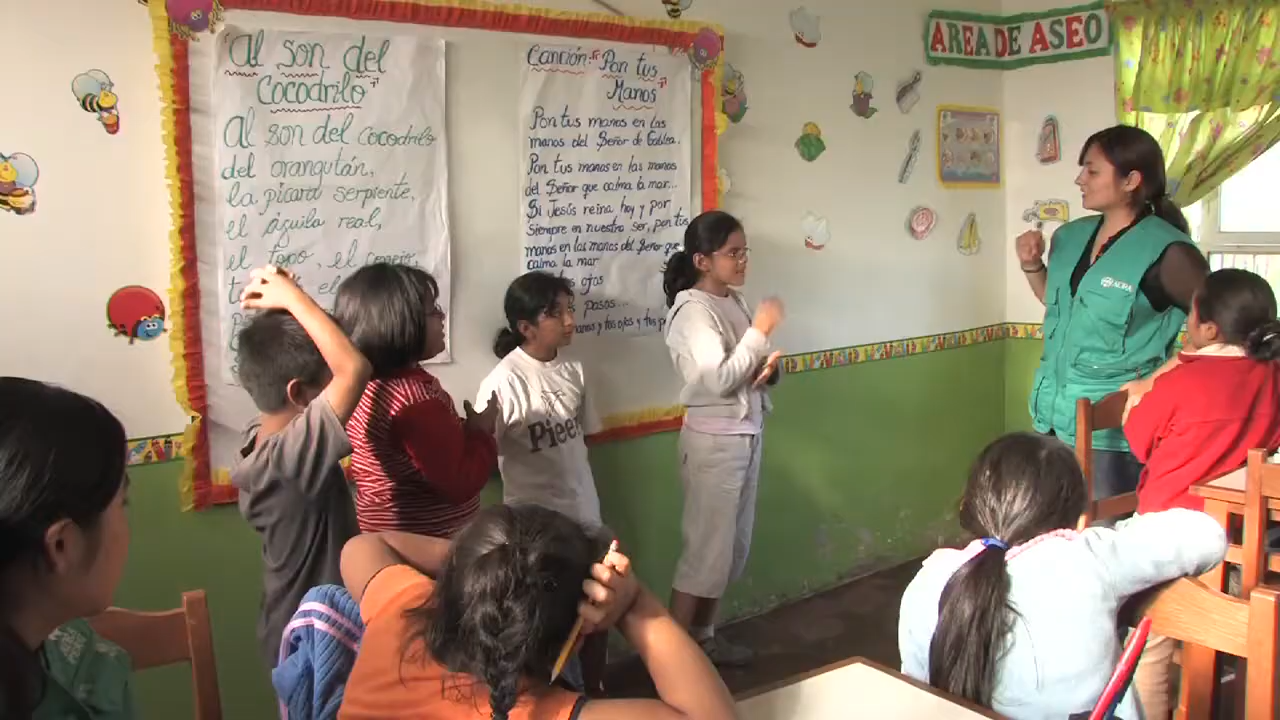 "Al son del
Cocodrilo"
Al son del cocodrilo
del orangután,
la picara serpiente,
el águila real,
el topo, el conejo,
el
Canción: "Pon tus
Manos"
Pon tus manos en las
manos del Señor de Galilea.
Pon tus manos en las manos
del Señor que calma la mar...
Si Jesús reina hoy y por
siempre en nuestro ser, pon tus
manos en las manos del Señor que
calma la mar
ojos
pasos...
manos y tus ojos y tus
AREA DE ASEO
Pieer